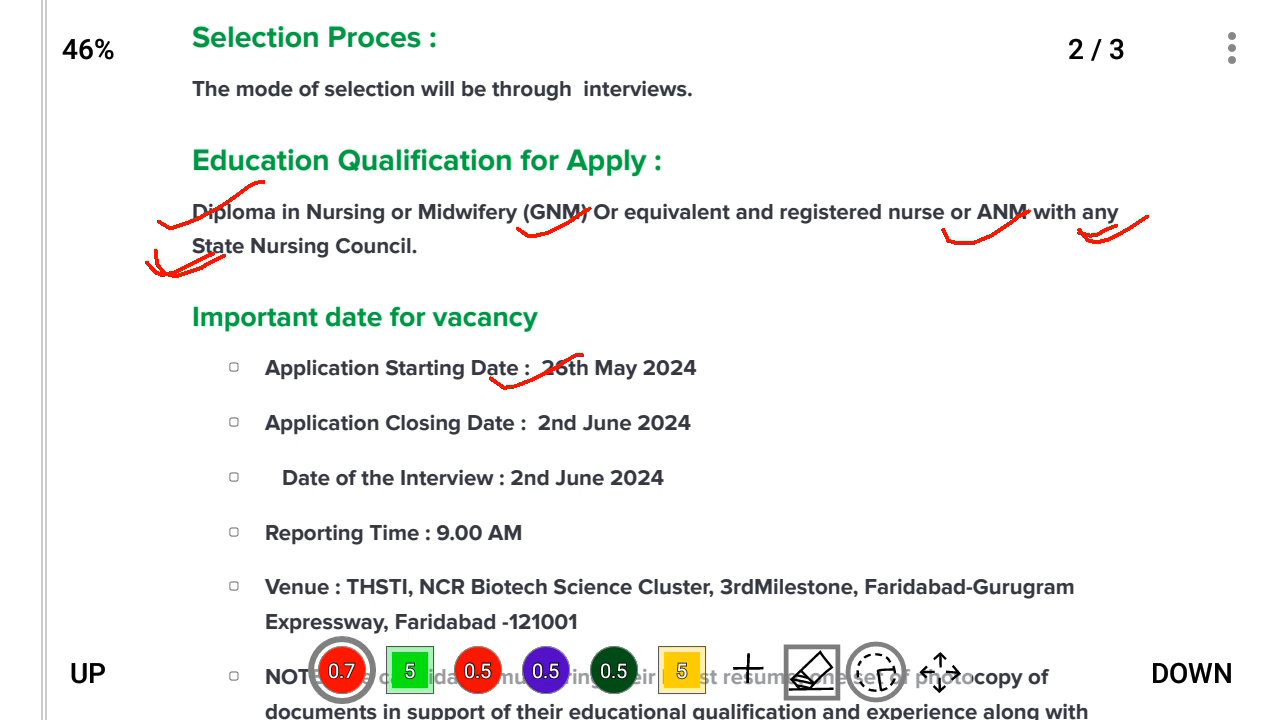 Selection Proces :
46%
2 / 3
The mode of selection will be through interviews.
Education Qualification for Apply :
Diploma in Nursing or Midwifery (GNM) Or equivalent and registered nurse or ANM with any
State Nursing Council.
Important date for vacancy
Application Starting Date : 26th May 2024
Application Closing Date : 2nd June 2024
Date of the Interview : 2nd June 2024
Reporting Time : 9.00 AM
Venue : THSTI, NCR Biotech Science Cluster, 3rdMilestone, Faridabad-Gurugram
Expressway, Faridabad -121001
UP
0.7 5 0.5 0.5 0.5 5
DOWN
NOTE resume, one set of photocopy of
documents in support of their educational qualification and experience along with